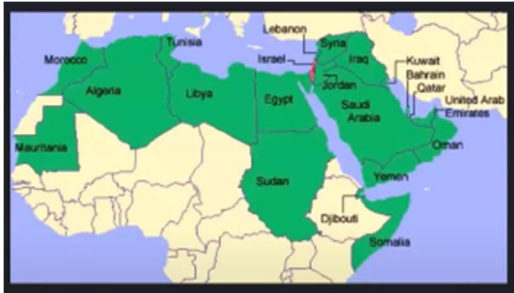 Lebanon
Tunisia
Syria
Morocco
Israel
Iraq
Kuwait
Bahrain
Jordan
Qatar
Algeria
Libya
Egypt
Saudi
Arabia
United Arab
Emirates
Mauritania
Oman
Yemen
Sudan
Djibouti
Somalia